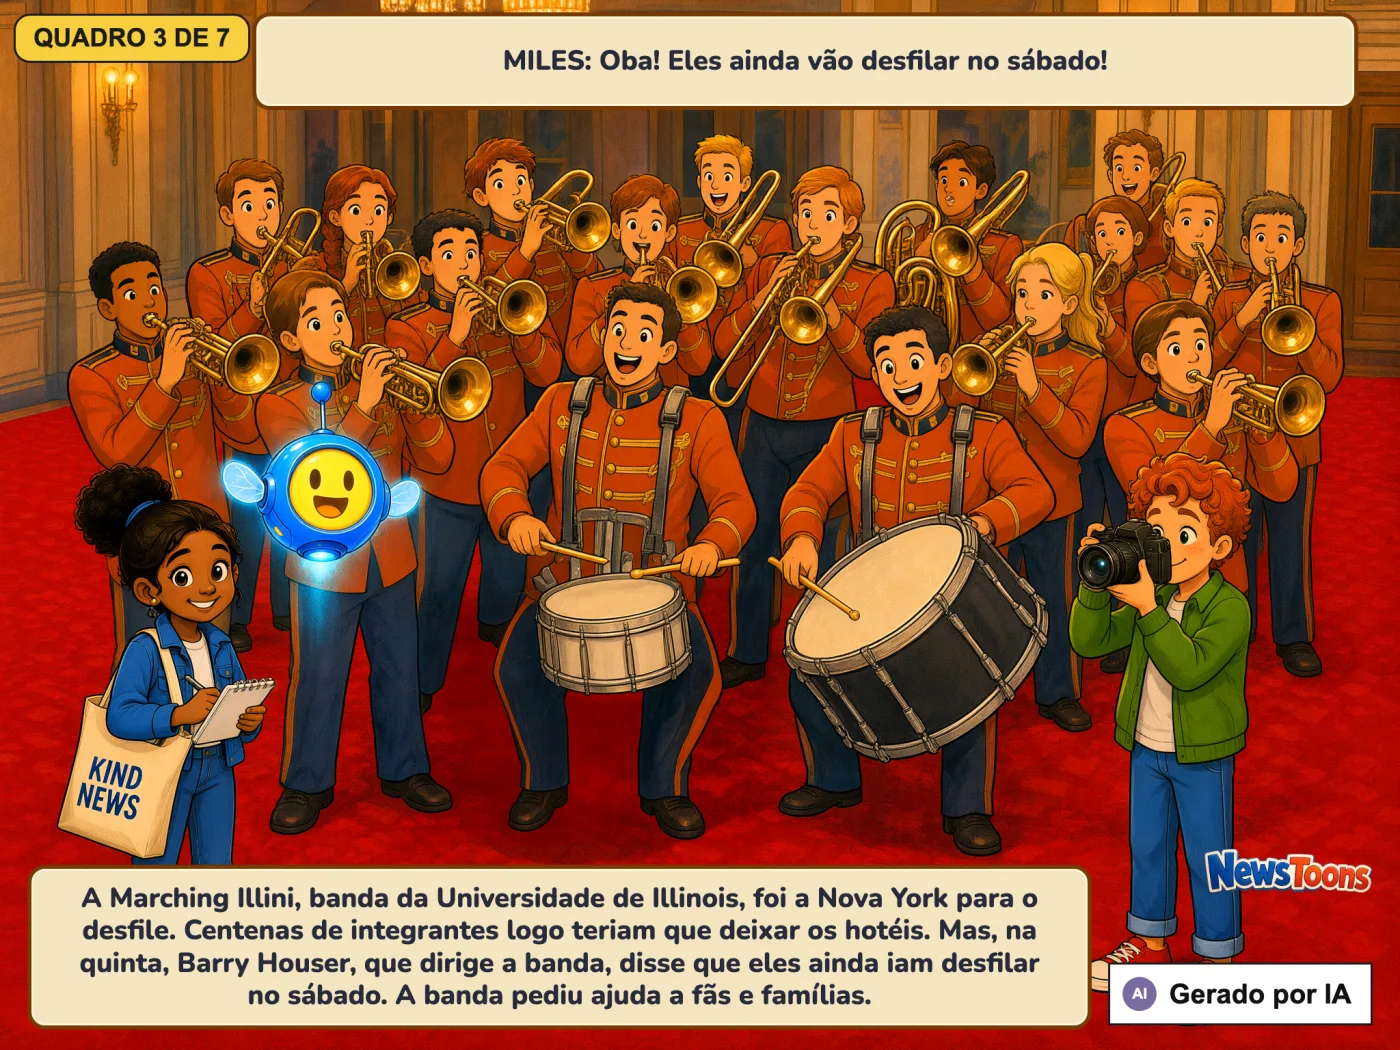 QUADRO 3 DE 7
MILES: Oba! Eles ainda vão desfilar no sábado!
KIND
NEWS
NEWSTOONS
A Marching Illini, banda da Universidade de Illinois, foi a Nova York para o
desfile. Centenas de integrantes logo teriam que deixar os hotéis. Mas, na
quinta, Barry Houser, que dirige a banda, disse que eles ainda iam desfilar
no sábado. A banda pediu ajuda a fãs e famílias.
AI Gerado por IA